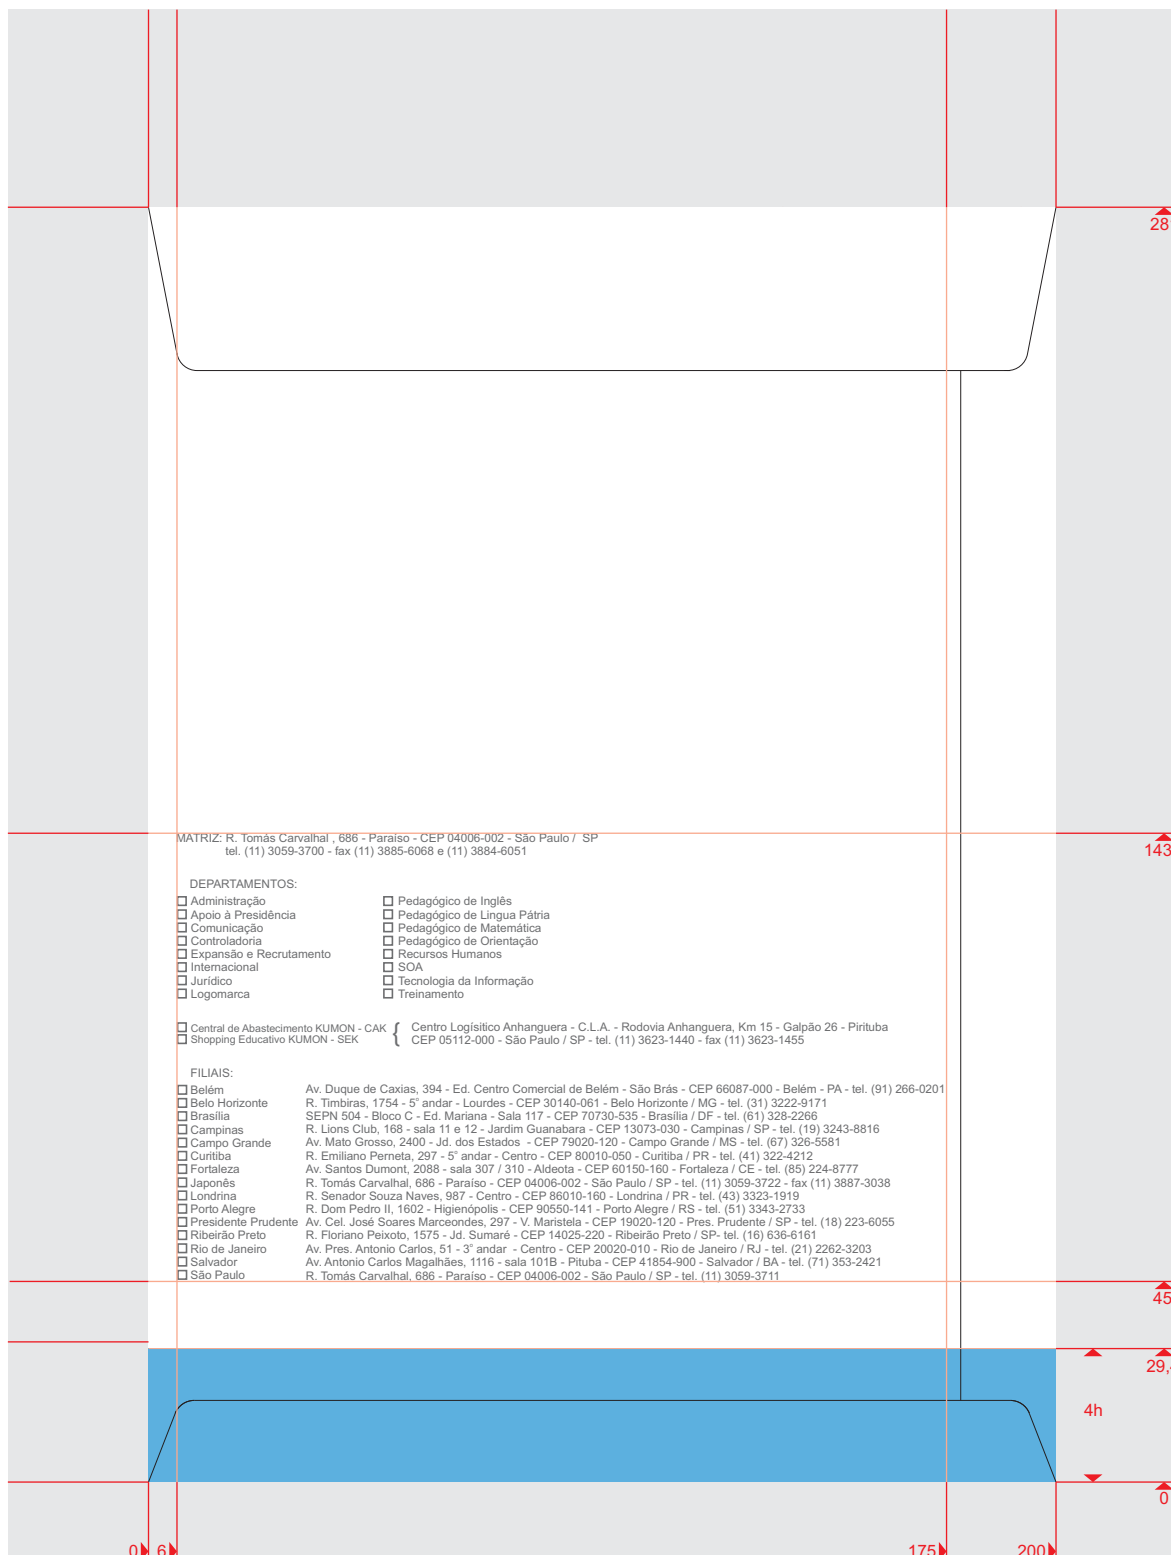 28
MATRIZ: R. Tomás Carvalhal , 686 - Paraíso - CEP 04006-002 - São Paulo / SP
143
tel. (11) 3059-3700 - fax (11) 3885-6068 e (11) 3884-6051
DEPARTAMENTOS:
Administração
Apoio à Presidência
Comunicação
Controladoria
Expansão e Recrutamento
Internacional
Jurídico
Logomarca
Pedagógico de Inglês
Pedagógico de Lingua Pátria
Pedagógico de Matemática
Pedagógico de Orientação
Recursos Humanos
SOA
Tecnologia da Informação
Treinamento
Central de Abastecimento KUMON - CAK
Shopping Educativo KUMON - SEK
{ Centro Logísitico Anhanguera - C.L.A. - Rodovia Anhanguera, Km 15 - Galpão 26 - Pirituba
CEP 05112-000 - São Paulo / SP - tel. (11) 3623-1440 - fax (11) 3623-1455
FILIAIS:
Belém Av. Duque de Caxias, 394 - Ed. Centro Comercial de Belém - São Brás - CEP 66087-000 - Belém - PA - tel. (91) 266-0201
Belo Horizonte R. Timbiras, 1754 - 5° andar - Lourdes - CEP 30140-061 - Belo Horizonte / MG - tel. (31) 3222-9171
Brasília SEPN 504 - Bloco C - Ed. Mariana - Sala 117 - CEP 70730-535 - Brasília / DF - tel. (61) 328-2266
Campinas R. Lions Club, 168 - sala 11 e 12 - Jardim Guanabara - CEP 13073-030 - Campinas / SP - tel. (19) 3243-8816
Campo Grande Av. Mato Grosso, 2400 - Jd. dos Estados - CEP 79020-120 - Campo Grande / MS - tel. (67) 326-5581
Curitiba R. Emiliano Perneta, 297 - 5° andar - Centro - CEP 80010-050 - Curitiba / PR - tel. (41) 322-4212
Fortaleza Av. Santos Dumont, 2088 - sala 307 / 310 - Aldeota - CEP 60150-160 - Fortaleza / CE - tel. (85) 224-8777
Japonês R. Tomás Carvalhal, 686 - Paraíso - CEP 04006-002 - São Paulo / SP - tel. (11) 3059-3722 - fax (11) 3887-3038
Londrina R. Senador Souza Naves, 987 - Centro - CEP 86010-160 - Londrina / PR - tel. (43) 3323-1919
Porto Alegre R. Dom Pedro II, 1602 - Higienópolis - CEP 90550-141 - Porto Alegre / RS - tel. (51) 3343-2733
Presidente Prudente Av. Cel. José Soares Marceondes, 297 - V. Maristela - CEP 19020-120 - Pres. Prudente / SP - tel. (18) 223-6055
Ribeirão Preto R. Floriano Peixoto, 1575 - Jd. Sumaré - CEP 14025-220 - Ribeirão Preto / SP- tel. (16) 636-6161
Rio de Janeiro Av. Pres. Antonio Carlos, 51 - 3° andar - Centro - CEP 20020-010 - Rio de Janeiro / RJ - tel. (21) 2262-3203
Salvador Av. Antonio Carlos Magalhães, 1116 - sala 101B - Pituba - CEP 41854-900 - Salvador / BA - tel. (71) 353-2421
São Paulo R. Tomás Carvalhal, 686 - Paraíso - CEP 04006-002 - São Paulo / SP - tel. (11) 3059-3711
45
29,
4h
0
0 6 175 200